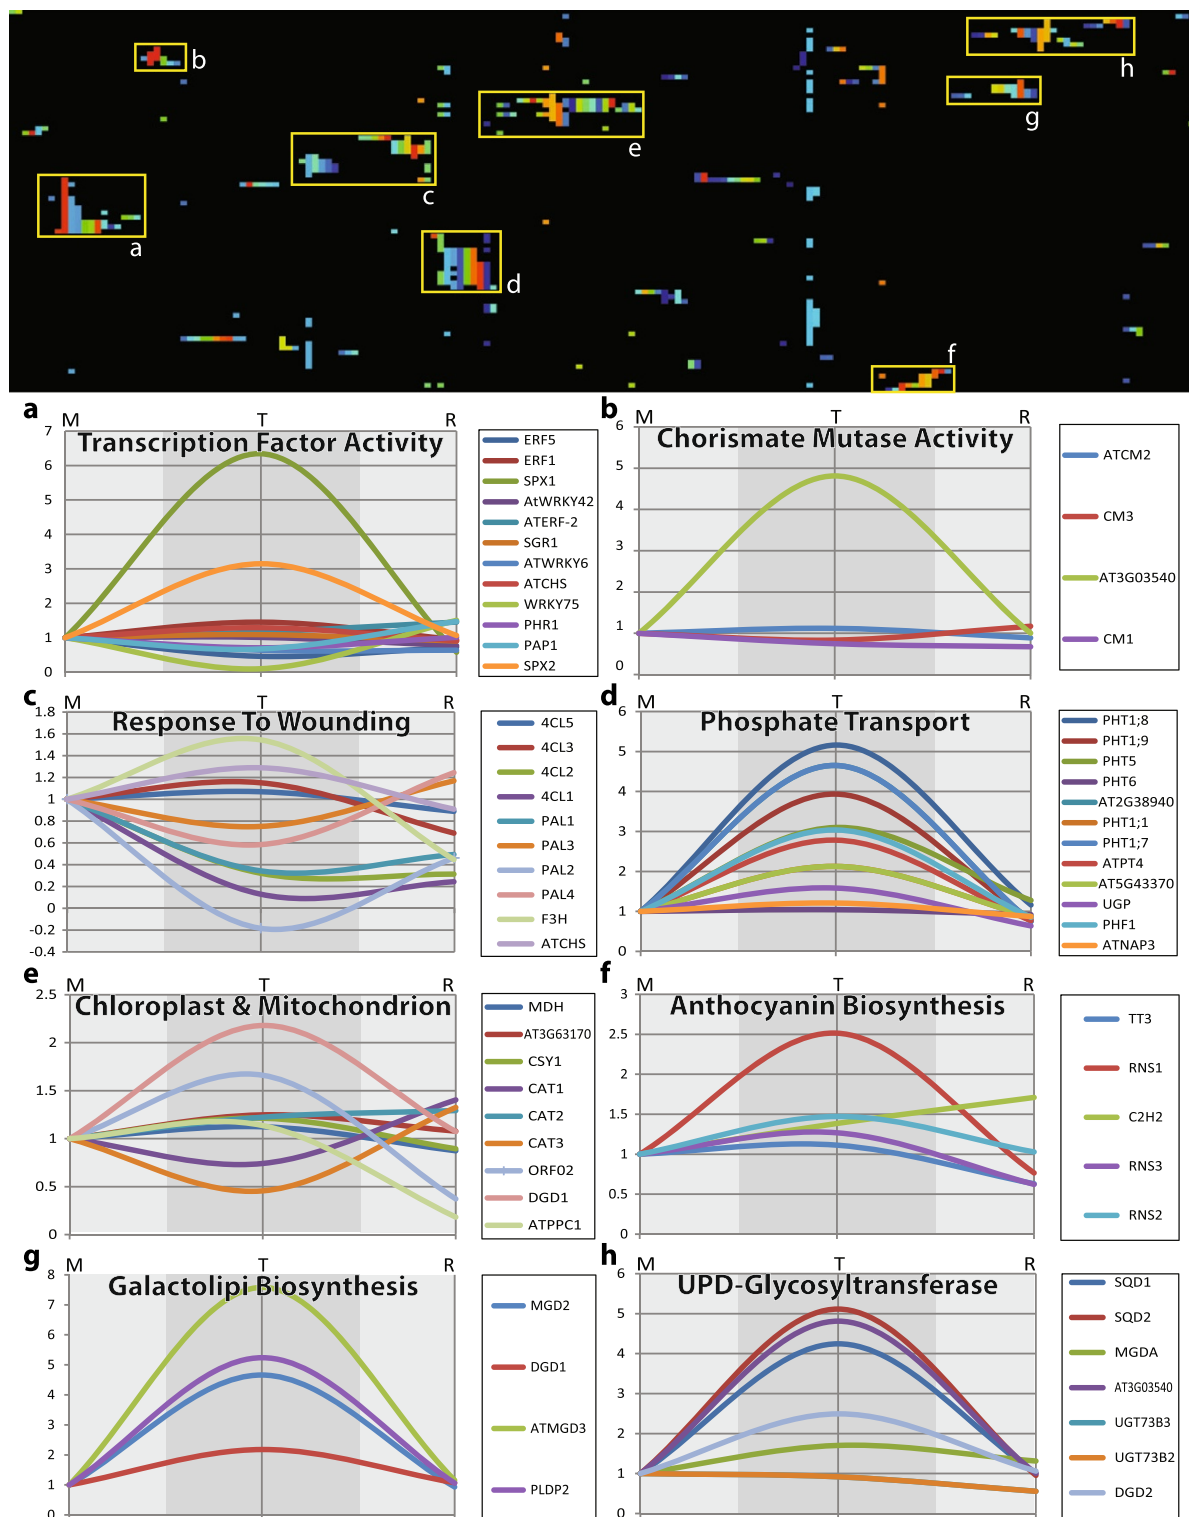 b
h
g
e
c
a
d
f
a
M T R
Transcription Factor Activity
7
6
5
4
3
2
1
0
ERF5
ERF1
SPX1
AtWRKY42
ATERF-2
SGR1
ATWRKY6
ATCHS
WRKY75
PHR1
PAP1
SPX2
b
M T R
Chorismate Mutase Activity
6
5
4
3
2
1
0
ATCM2
CM3
AT3G03540
CM1
c
M T R
Response To Wounding
1.8
1.6
1.4
1.2
1
0.8
0.6
0.4
0.2
0
-0.2
-0.4
4CL5
4CL3
4CL2
4CL1
PAL1
PAL3
PAL2
PAL4
F3H
ATCHS
d
M T R
Phosphate Transport
6
5
4
3
2
1
0
PHT1;8
PHT1;9
PHT5
PHT6
AT2G38940
PHT1;1
PHT1;7
ATPT4
AT5G43370
UGP
PHF1
ATNAP3
e
M T R
Chloroplast & Mitochondrion
2.5
2
1.5
1
0.5
0
MDH
AT3G63170
CSY1
CAT1
CAT2
CAT3
ORF02
DGD1
ATPPC1
f
M T R
Anthocyanin Biosynthesis
3
2.5
2
1.5
1
0.5
0
TT3
RNS1
C2H2
RNS3
RNS2
g
M T R
Galactolipi Biosynthesis
8
7
6
5
4
3
2
1
0
MGD2
DGD1
ATMGD3
PLDP2
h
M T R
UPD-Glycosyltransferase
6
5
4
3
2
1
0
SQD1
SQD2
MGDA
AT3G03540
UGT73B3
UGT73B2
DGD2